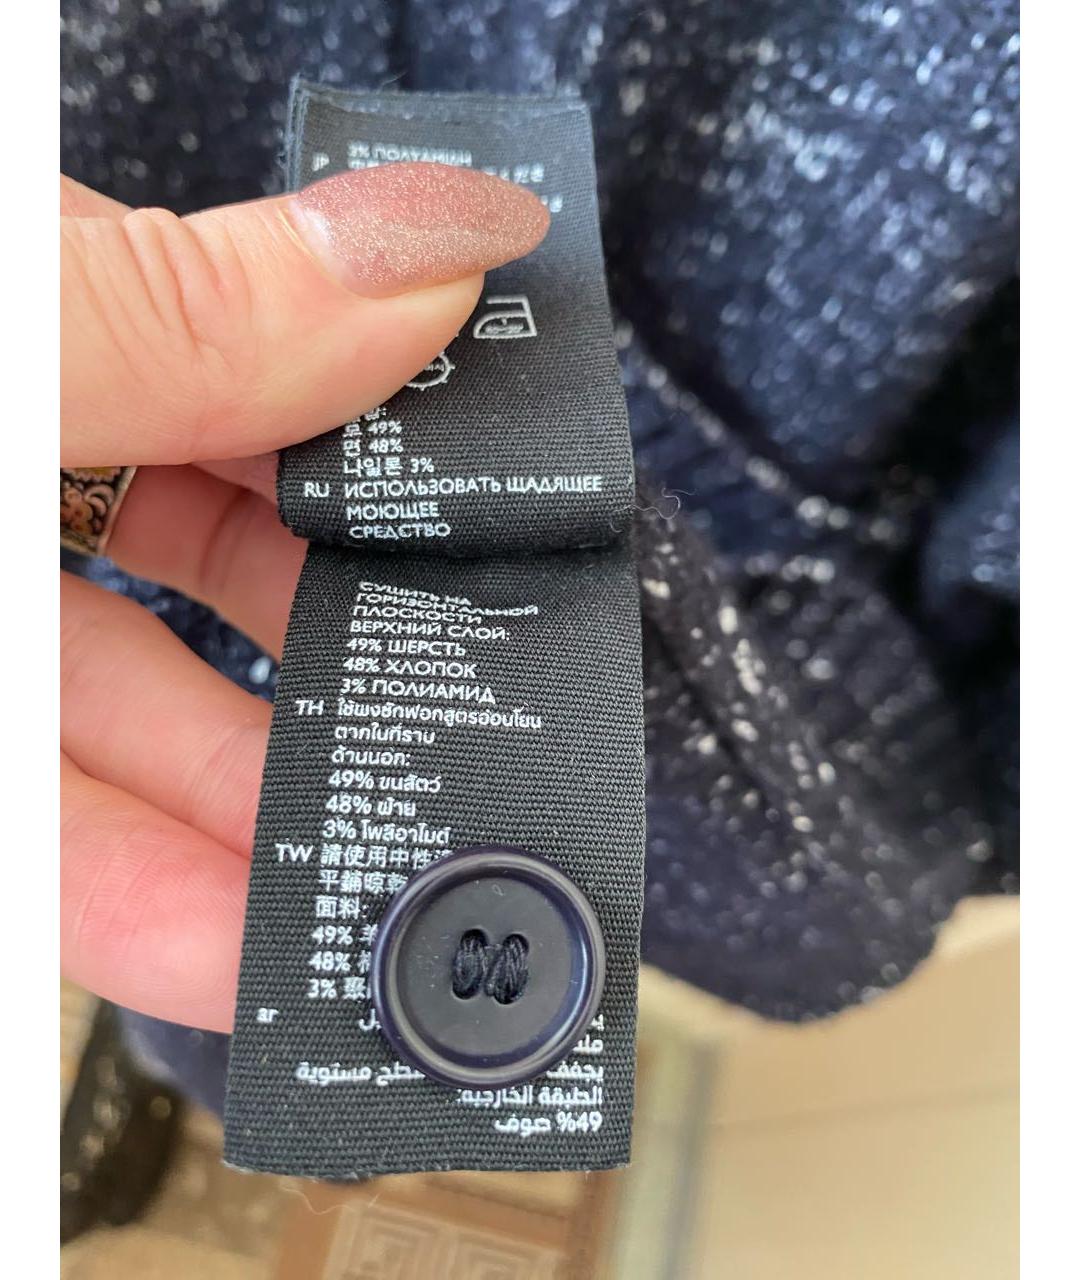 3% ПОЛИАМИД
JP
무 49%
면 48%
나일론 3%
RU ИСПОЛЬЗОВАТЬ ЩАДЯЩЕЕ
МОЮЩЕЕ
СРЕДСТВО
СУШИТЬ НА
ГОРИЗОНТАЛЬНОЙ
ПЛОСКОСТИ
ВЕРХНИЙ СЛОЙ:
49% ШЕРСТЬ
48% ХЛОПОК
3% ПОЛИАМИД
TH ใช้ผงซักฟอกสูตรอ่อนโยน
ตากในที่ราบ
ด้านนอก:
49% ขนสัตว์
48% ฝ้าย
3% โพลีอาไมด์
TW 請使用中性
平鋪晾乾
面料:
49%
48%
3% 聚
ar
يجفف
سطح مستوية
الطبقة الخارجية:
%49 صوف